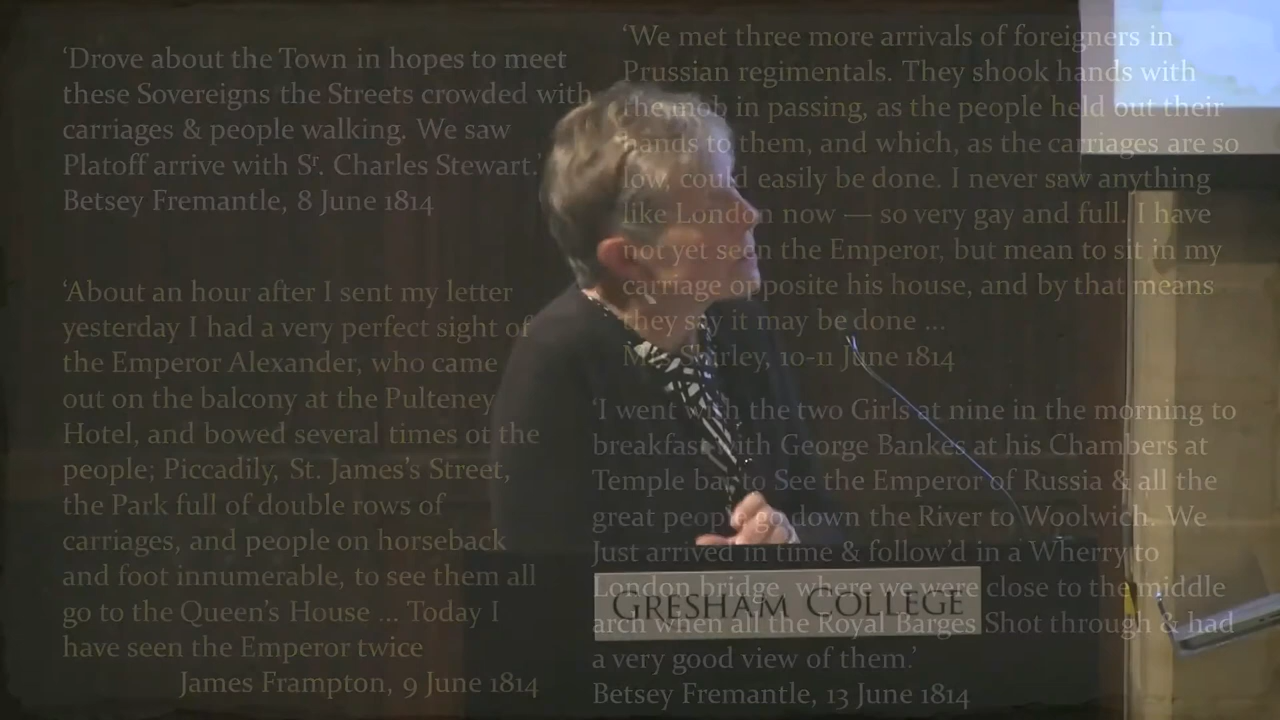 ‘Drove about the Town in hopes to meet
these Sovereigns the Streets crowded with
carriages & people walking. We saw
Platoff arrive with Sr. Charles Stewart.’
Betsey Fremantle, 8 June 1814
‘About an hour after I sent my letter
yesterday I had a very perfect sight of
the Emperor Alexander, who came
out on the balcony at the Pulteney
Hotel, and bowed several times ot the
people; Piccadily, St. James’s Street,
the Park full of double rows of
carriages, and people on horseback
and foot innumerable, to see them all
go to the Queen’s House ... Today I
have seen the Emperor twice
James Frampton, 9 June 1814
‘We met three more arrivals of foreigners in
Prussian regimentals. They shook hands with
the mob in passing, as the people held out their
hands to them, and which, as the carriages are so
low, could easily be done. I never saw anything
like London now — so very gay and full. I have
not yet seen the Emperor, but mean to sit in my
carriage opposite his house, and by that means
they say it may be done ...
Shirley, 10-11 June 1814
‘I went with the two Girls at nine in the morning to
breakfast with George Bankes at his Chambers at
Temple bar to See the Emperor of Russia & all the
great people go down the River to Woolwich. We
Just arrived in time & follow’d in a Wherry to
London bridge, where we were close to the middle
arch when all the Royal Barges Shot through & had
a very good view of them.’
Betsey Fremantle, 13 June 1814
GRESHAM COLLEGE